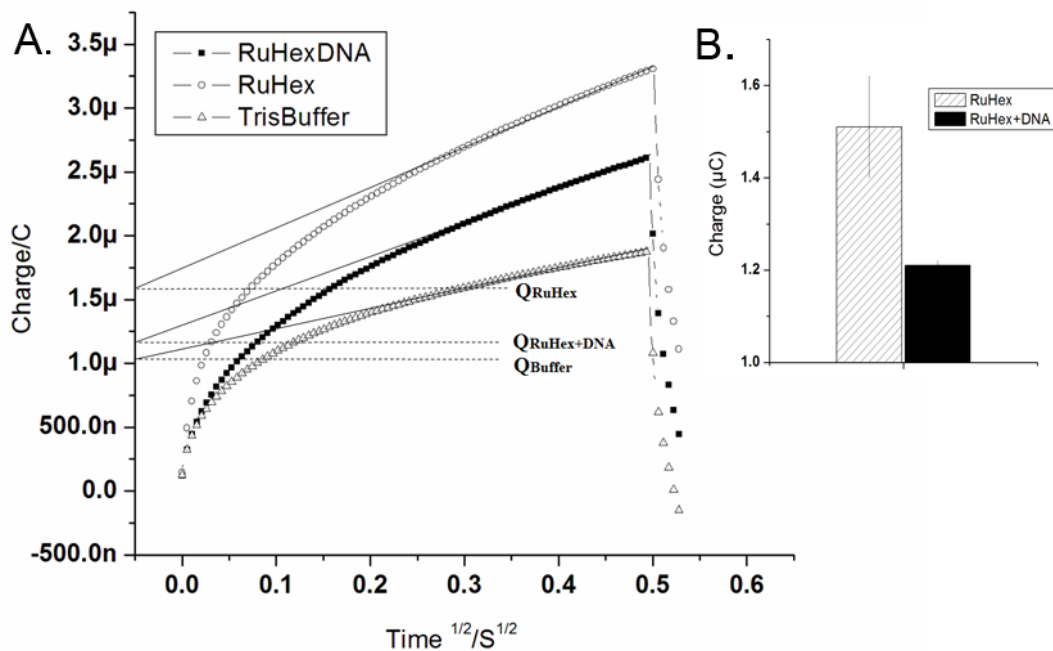 A.
RuHexDNA
RuHex
TrisBuffer
3.5µ
3.0µ
2.5µ
2.0µ
1.5µ
1.0µ
500.0n
0.0
-500.0n
Charge/C
QRuHex
QRuHex+DNA
QBuffer
0.0 0.1 0.2 0.3 0.4 0.5 0.6
Time 1/2/S1/2
B.
RuHex
RuHex+DNA
1.6
1.4
1.2
1.0
Charge (µC)